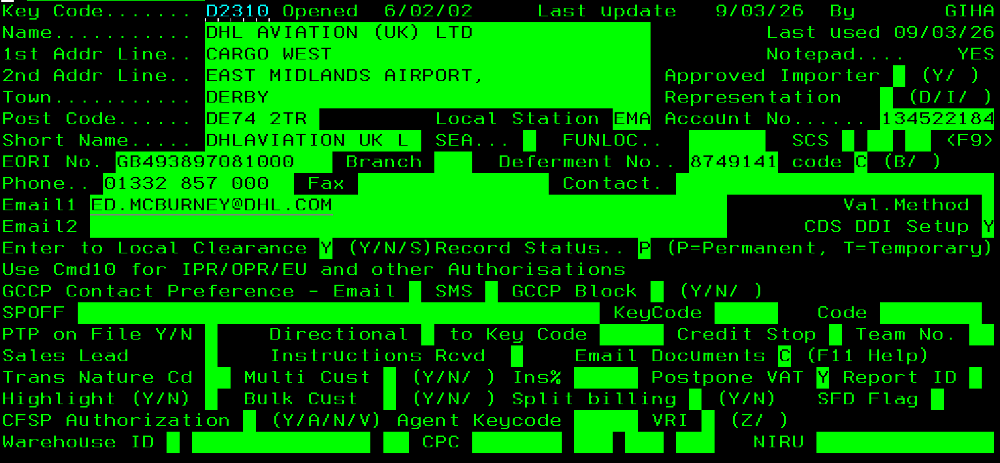 Key Code....... D2310 Opened 6/02/02 Last update 9/03/26 By GIHA
Name........... DHL AVIATION (UK) LTD Last used 09/03/26
1st Addr Line.. CARGO WEST Notepad.... YES
2nd Addr Line.. EAST MIDLANDS AIRPORT, Approved Importer (Y/ )
Town........... DERBY Representation (D/I/ )
Post Code...... DE74 2TR Local Station EMA Account No...... 134522184
Short Name..... DHLAVIATION UK L SEA... FUNLOC.. SCS <F9>
EORI No. GB493897081000 Branch Deferment No.. 8749141 code C (B/ )
Phone.. 01332 857 000 Fax Contact.
Email1 ED.MCBURNEY@DHL.COM Val.Method
Email2 CDS DDI Setup Y
Enter to Local Clearance Y (Y/N/S)Record Status.. P (P=Permanent, T=Temporary)
Use Cmd10 for IPR/OPR/EU and other Authorisations
GCCP Contact Preference - Email SMS GCCP Block (Y/N/ )
SPOFF KeyCode Code
PTP on File Y/N Directional to Key Code Credit Stop Team No.
Sales Lead Instructions Rcvd Email Documents C (F11 Help)
Trans Nature Cd Multi Cust (Y/N/ ) Ins% Postpone VAT Y Report ID
Highlight (Y/N) Bulk Cust (Y/N/ ) Split billing (Y/N) SFD Flag
CFSP Authorization (Y/A/N/V) Agent Keycode VRI (Z/ )
Warehouse ID CPC NIRU